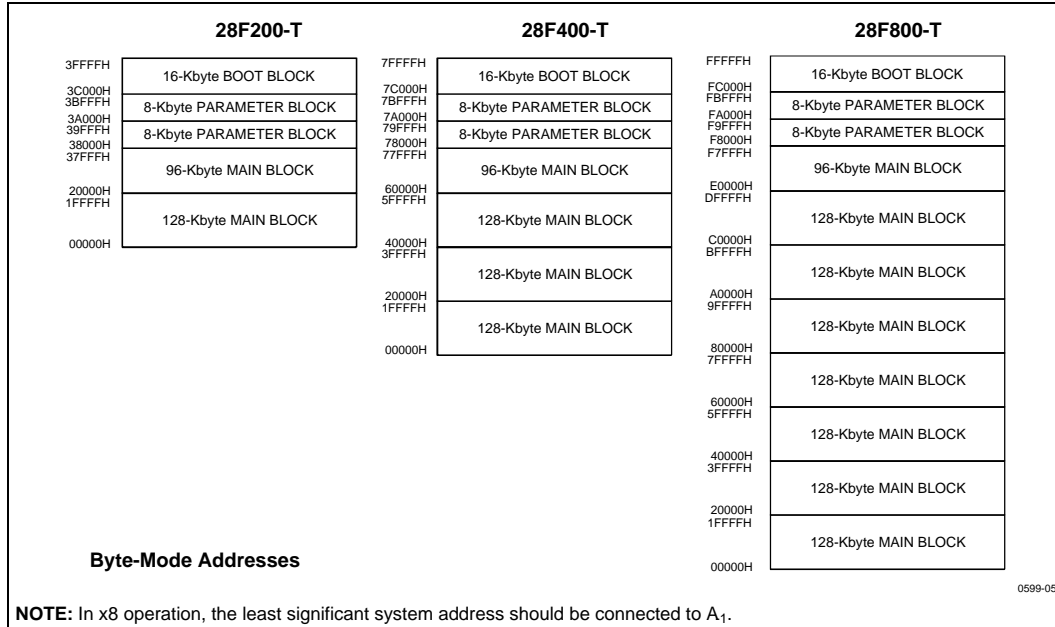 28F200-T
3FFFFH
16-Kbyte BOOT BLOCK
3C000H
3BFFFH
8-Kbyte PARAMETER BLOCK
3A000H
39FFFH
8-Kbyte PARAMETER BLOCK
38000H
37FFFH
96-Kbyte MAIN BLOCK
20000H
1FFFFH
128-Kbyte MAIN BLOCK
00000H
28F400-T
7FFFFH
16-Kbyte BOOT BLOCK
7C000H
7BFFFH
8-Kbyte PARAMETER BLOCK
7A000H
79FFFH
8-Kbyte PARAMETER BLOCK
78000H
77FFFH
96-Kbyte MAIN BLOCK
60000H
5FFFFH
128-Kbyte MAIN BLOCK
40000H
3FFFFH
128-Kbyte MAIN BLOCK
20000H
1FFFFH
128-Kbyte MAIN BLOCK
00000H
28F800-T
FFFFFH
16-Kbyte BOOT BLOCK
FC000H
FBFFFH
8-Kbyte PARAMETER BLOCK
FA000H
F9FFFH
8-Kbyte PARAMETER BLOCK
F8000H
F7FFFH
96-Kbyte MAIN BLOCK
E0000H
DFFFFH
128-Kbyte MAIN BLOCK
C0000H
BFFFFH
128-Kbyte MAIN BLOCK
A0000H
9FFFFH
128-Kbyte MAIN BLOCK
80000H
7FFFFH
128-Kbyte MAIN BLOCK
60000H
5FFFFH
128-Kbyte MAIN BLOCK
40000H
3FFFFH
128-Kbyte MAIN BLOCK
20000H
1FFFFH
128-Kbyte MAIN BLOCK
00000H
Byte-Mode Addresses
0599-05
NOTE: In x8 operation, the least significant system address should be connected to A₁.